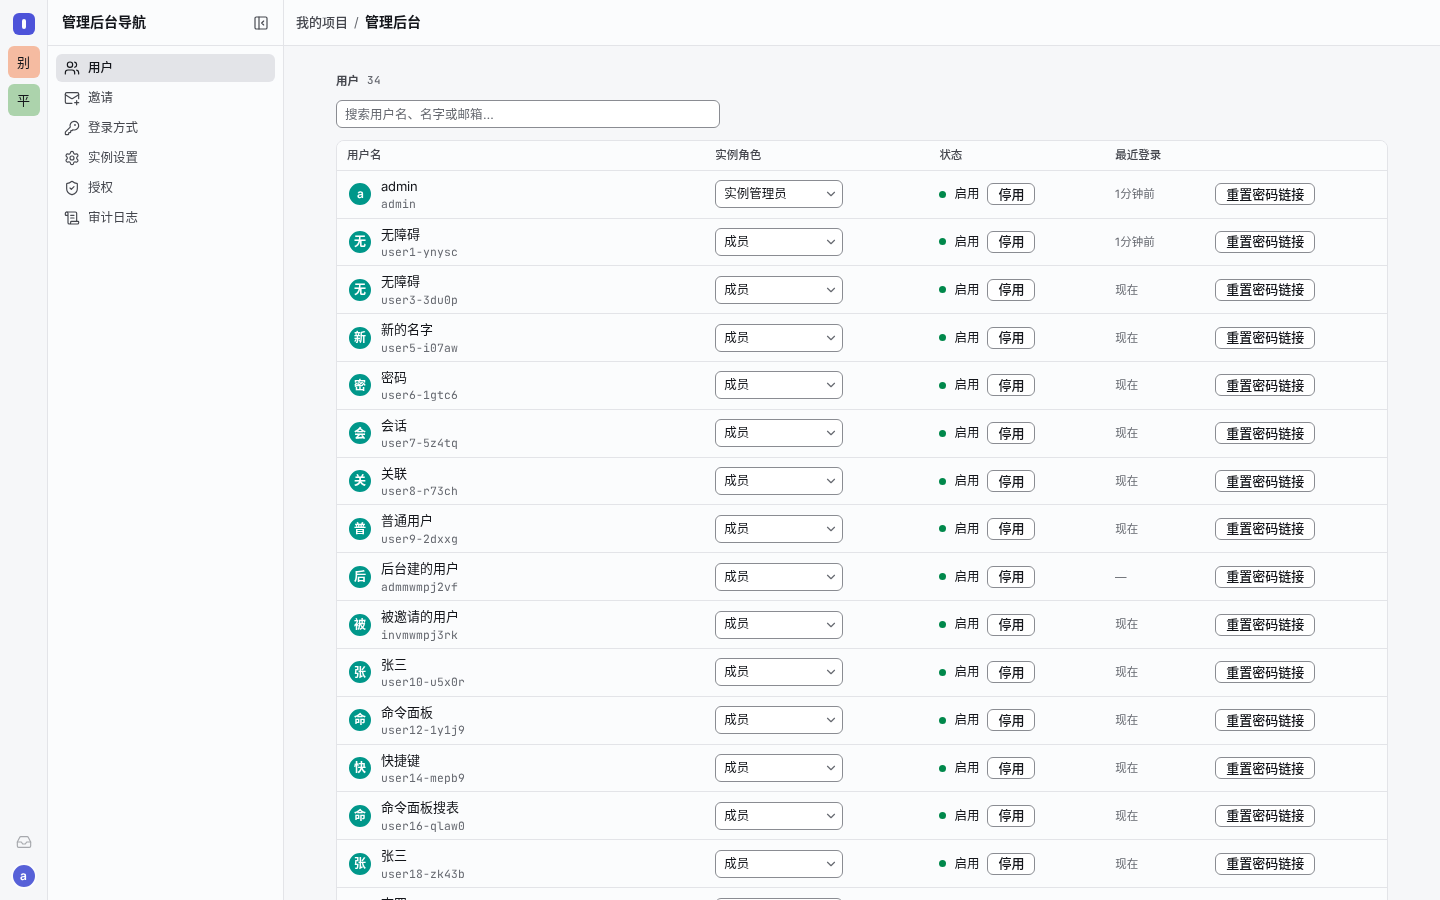 管理后台导航
我的项目 / 管理后台
别
平
用户
邀请
登录方式
实例设置
授权
审计日志
a
用户 34
搜索用户名、名字或邮箱...
用户名 实例角色 状态 最近登录
a admin 实例管理员 启用 停用 1分钟前 重置密码链接
admin
无 无障碍 成员 启用 停用 1分钟前 重置密码链接
user1-ynysc
无 无障碍 成员 启用 停用 现在 重置密码链接
user3-3du0p
新 新的名字 成员 启用 停用 现在 重置密码链接
user5-i07aw
密 密码 成员 启用 停用 现在 重置密码链接
user6-1gtc6
会 会话 成员 启用 停用 现在 重置密码链接
user7-5z4tq
关 关联 成员 启用 停用 现在 重置密码链接
user8-r73ch
普 普通用户 成员 启用 停用 现在 重置密码链接
user9-2dxxg
后 后台建的用户 成员 启用 停用 — 重置密码链接
admmwmpj2vf
被 被邀请的用户 成员 启用 停用 现在 重置密码链接
invmwmpj3rk
张 张三 成员 启用 停用 现在 重置密码链接
user10-u5x0r
命 命令面板 成员 启用 停用 现在 重置密码链接
user12-1y1j9
快 快捷键 成员 启用 停用 现在 重置密码链接
user14-mepb9
命 命令面板搜表 成员 启用 停用 现在 重置密码链接
user16-qlaw0
张 张三 成员 启用 停用 现在 重置密码链接
user18-zk43b